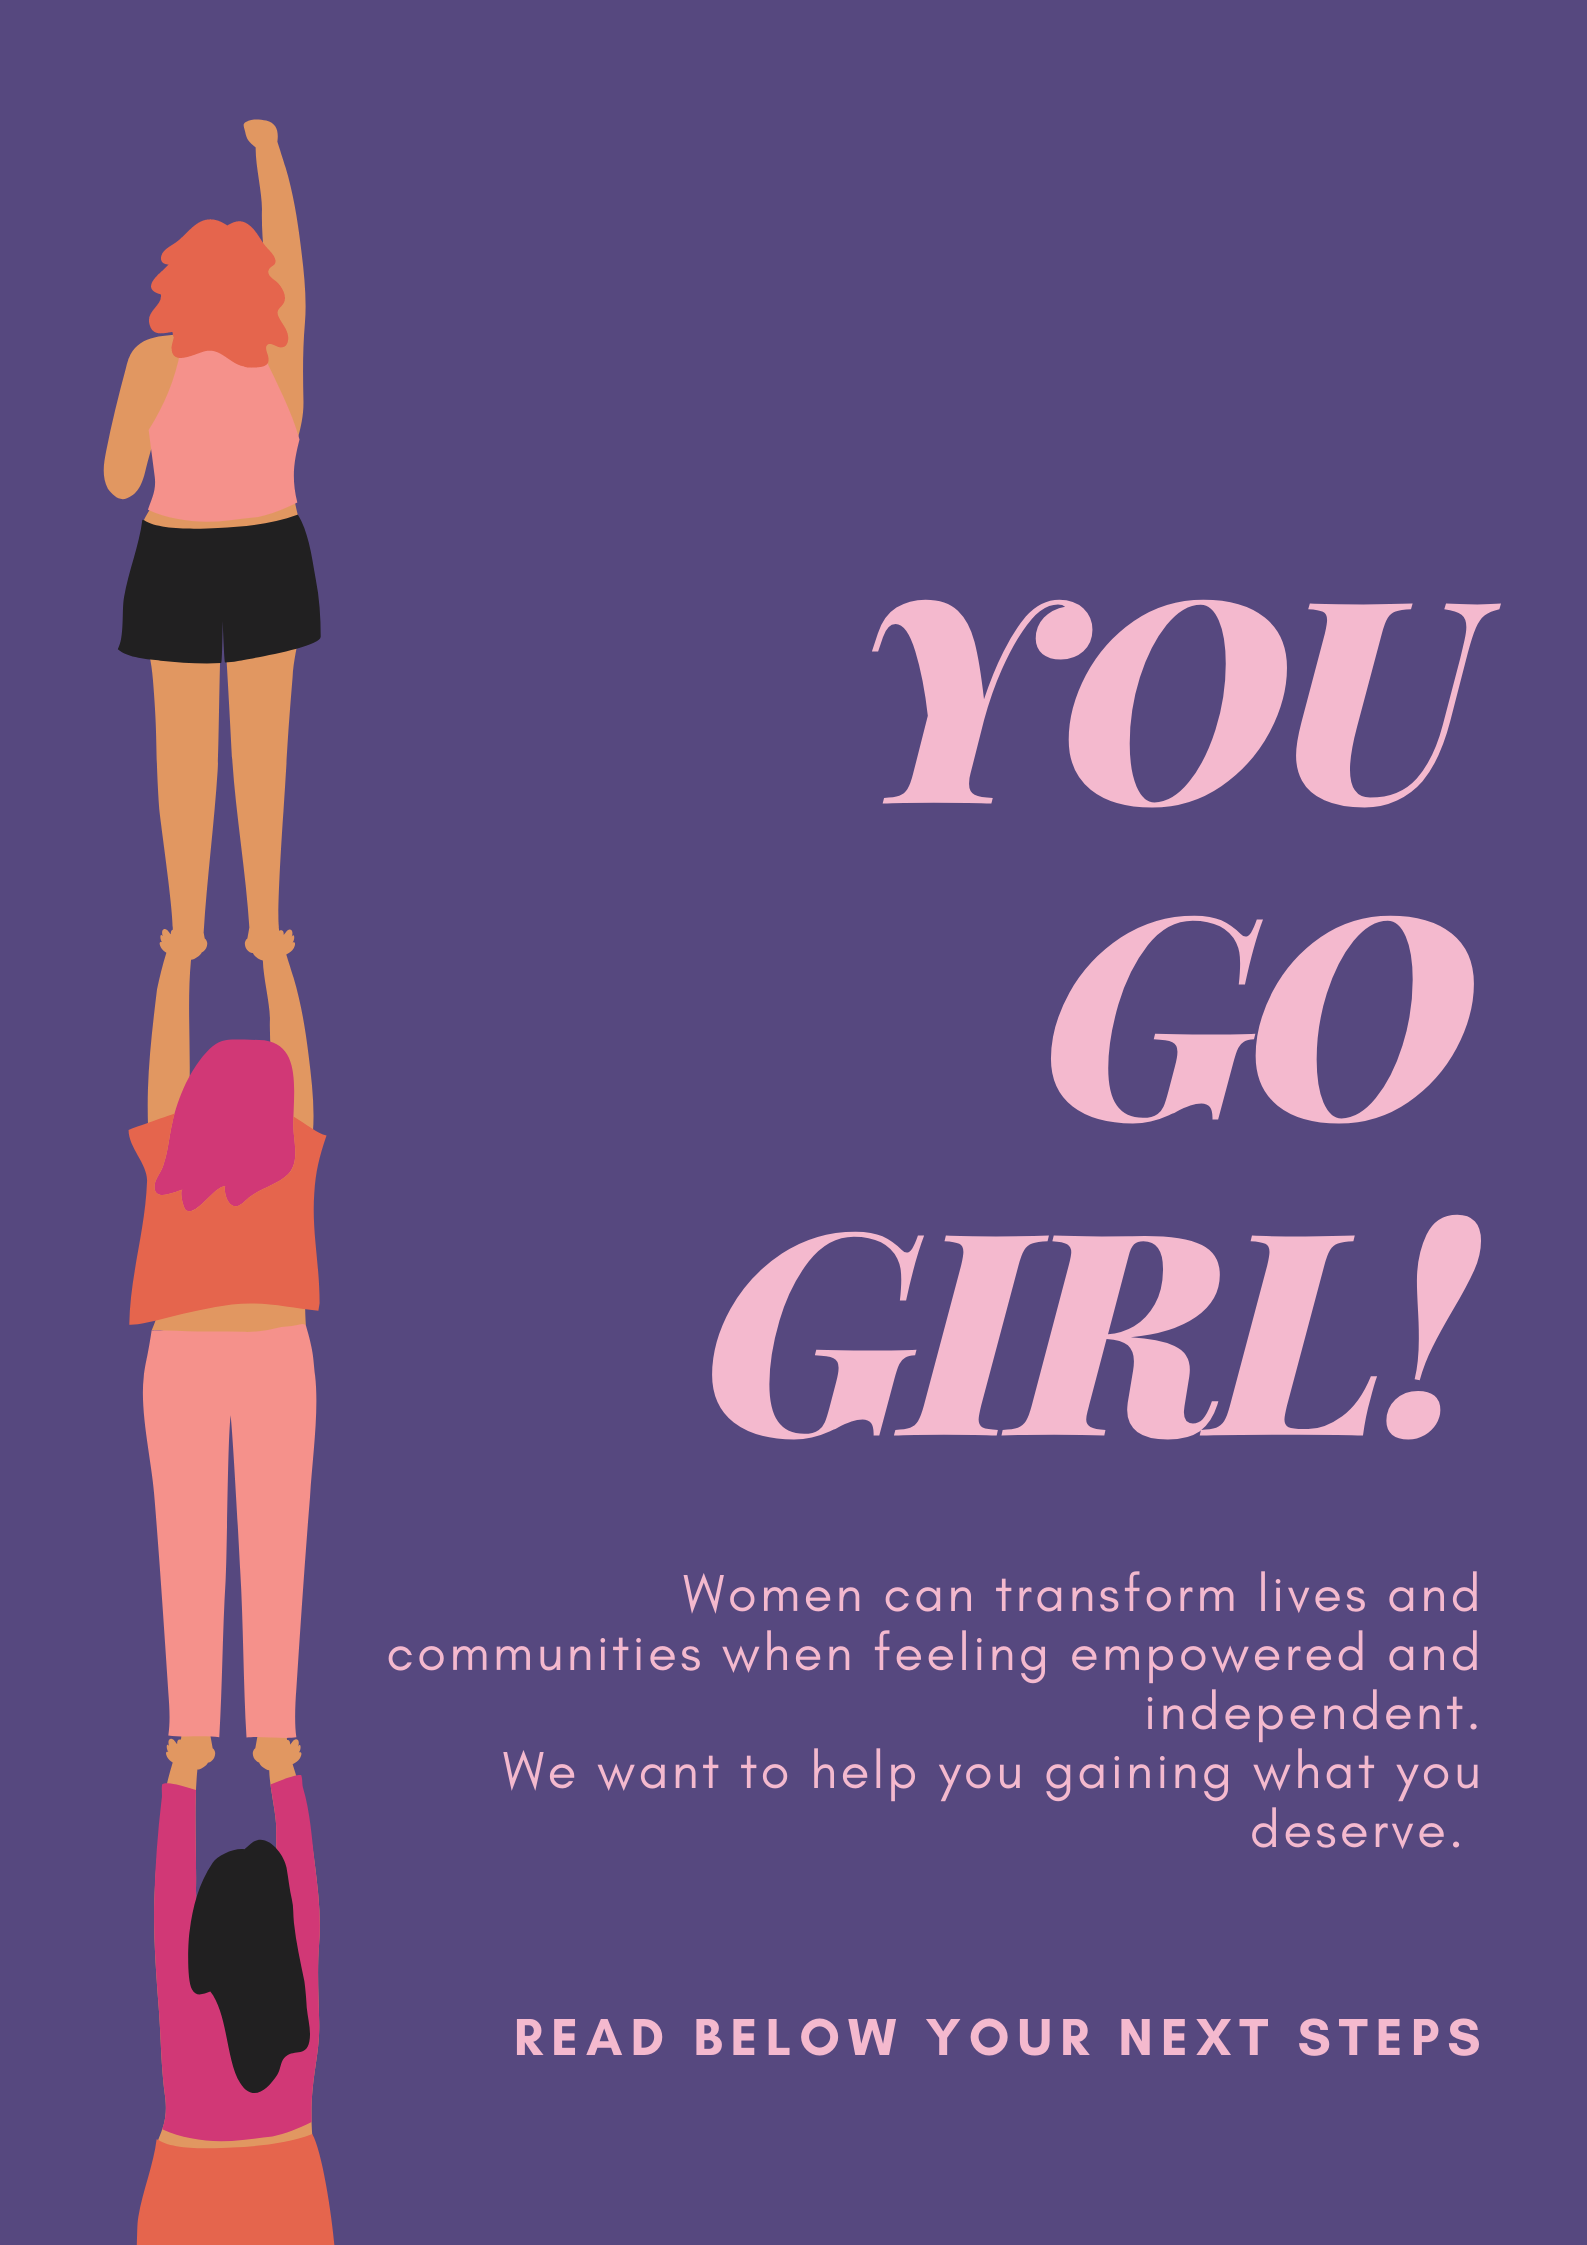 YOU
GO
GIRL!
Women can transform lives and
communities when feeling empowered and
independent.
We want to help you gaining what you
deserve.
READ BELOW YOUR NEXT STEPS